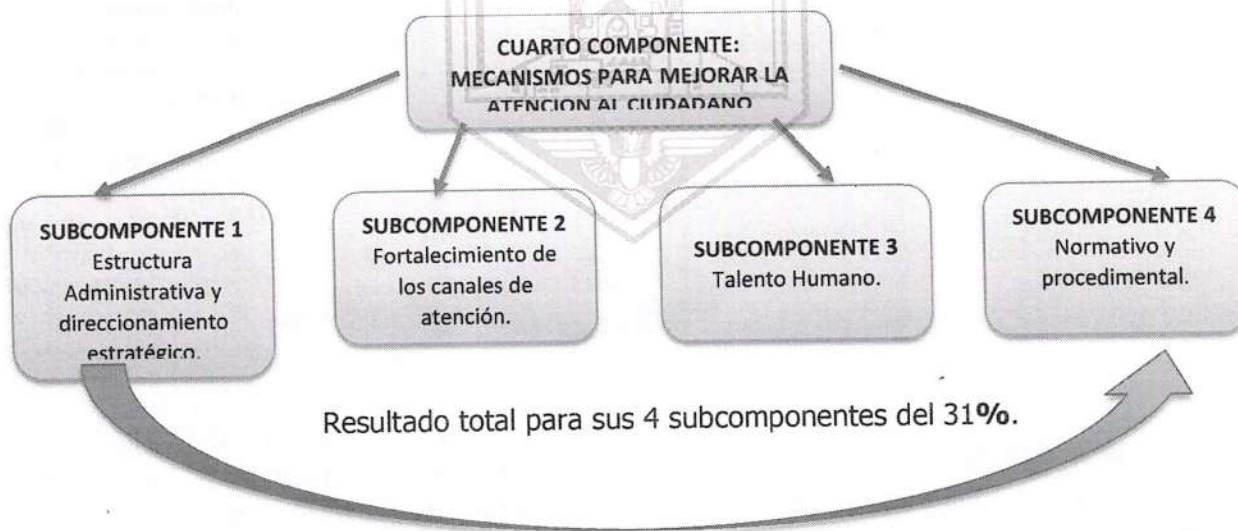 CUARTO COMPONENTE:
MECANISMOS PARA MEJORAR LA
ATENCION AL CIUDADANO
SUBCOMPONENTE 1
Estructura
Administrativa y
direccionamiento
estratégico.
SUBCOMPONENTE 2
Fortalecimiento de
los canales de
atención.
SUBCOMPONENTE 3
Talento Humano.
SUBCOMPONENTE 4
Normativo y
procedimental.
Resultado total para sus 4 subcomponentes del 31%.